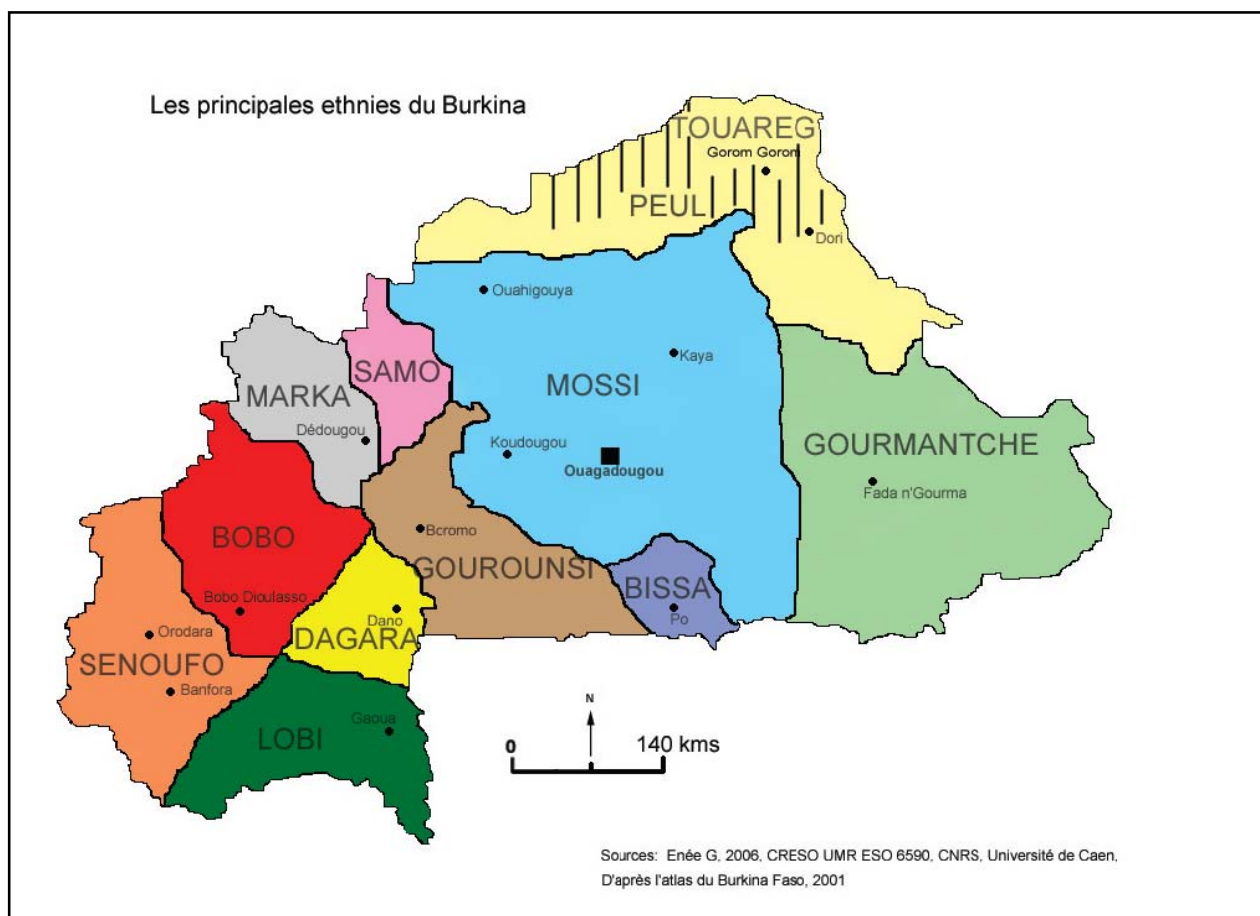 Les principales ethnies du Burkina
TOUAREG
Gorom Gorom
PEUL
Dori
Ouahigouya
Kaya
SAMO
MOSSI
MARKA
Dédougou
Koudougou
Ouagadougou
GOURMANTCHE
Fada n'Gourma
BOBO
Bcromo
GOUROUNSI
BISSA
Bobo Dioulasso
Dano
Po
Orodara
DAGARA
SENOUFO
Banfora
Gaoua
LOBI
N
0 140 kms
Sources: Enée G, 2006, CRESO UMR ESO 6590, CNRS, Université de Caen,
D'après l'atlas du Burkina Faso, 2001